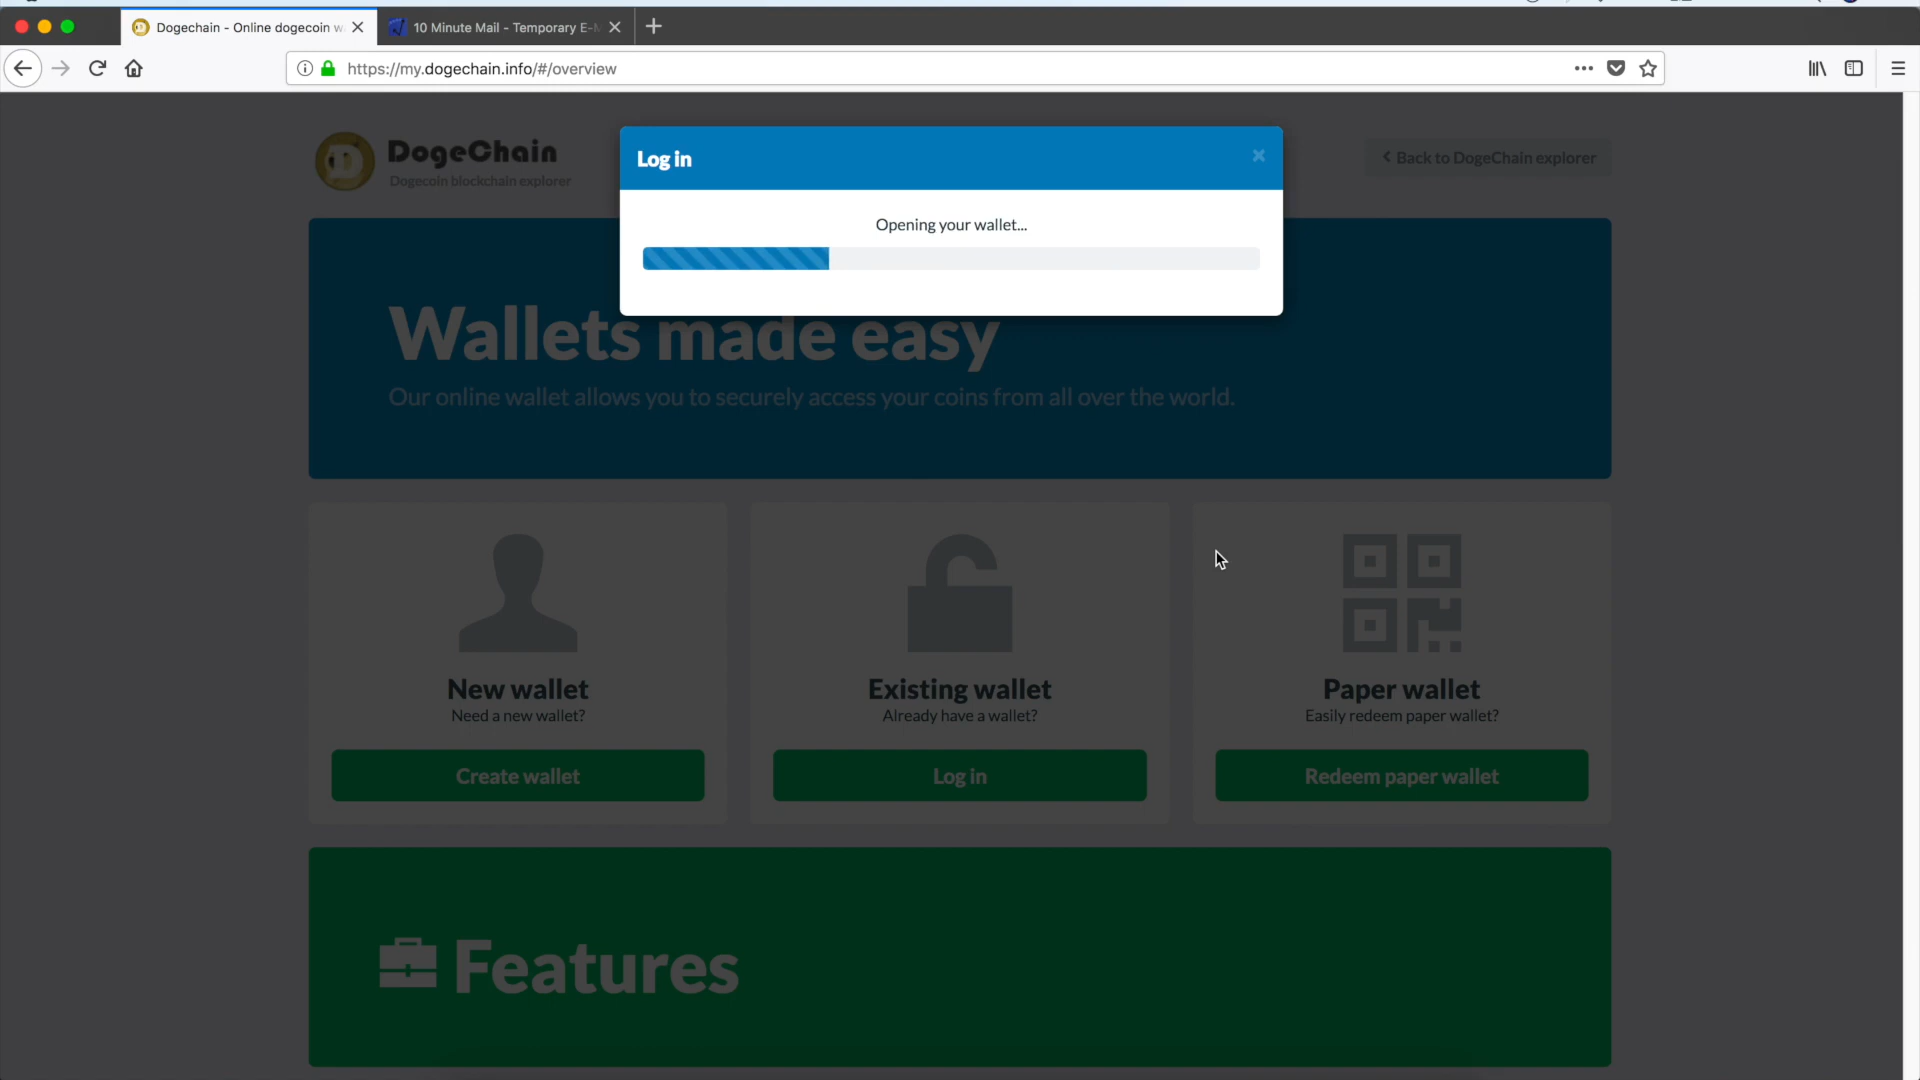 Dogechain - Online dogecoin w
10 Minute Mail - Temporary E-
https://my.dogechain.info/#/overview
DogeChain
Dogecoin blockchain explorer
Back to DogeChain explorer
Log in
Opening your wallet...
Wallets made easy
Our online wallet allows you to securely access your coins from all over the world.
New wallet
Need a new wallet?
Create wallet
Existing wallet
Already have a wallet?
Log in
Paper wallet
Easily redeem paper wallet?
Redeem paper wallet
Features